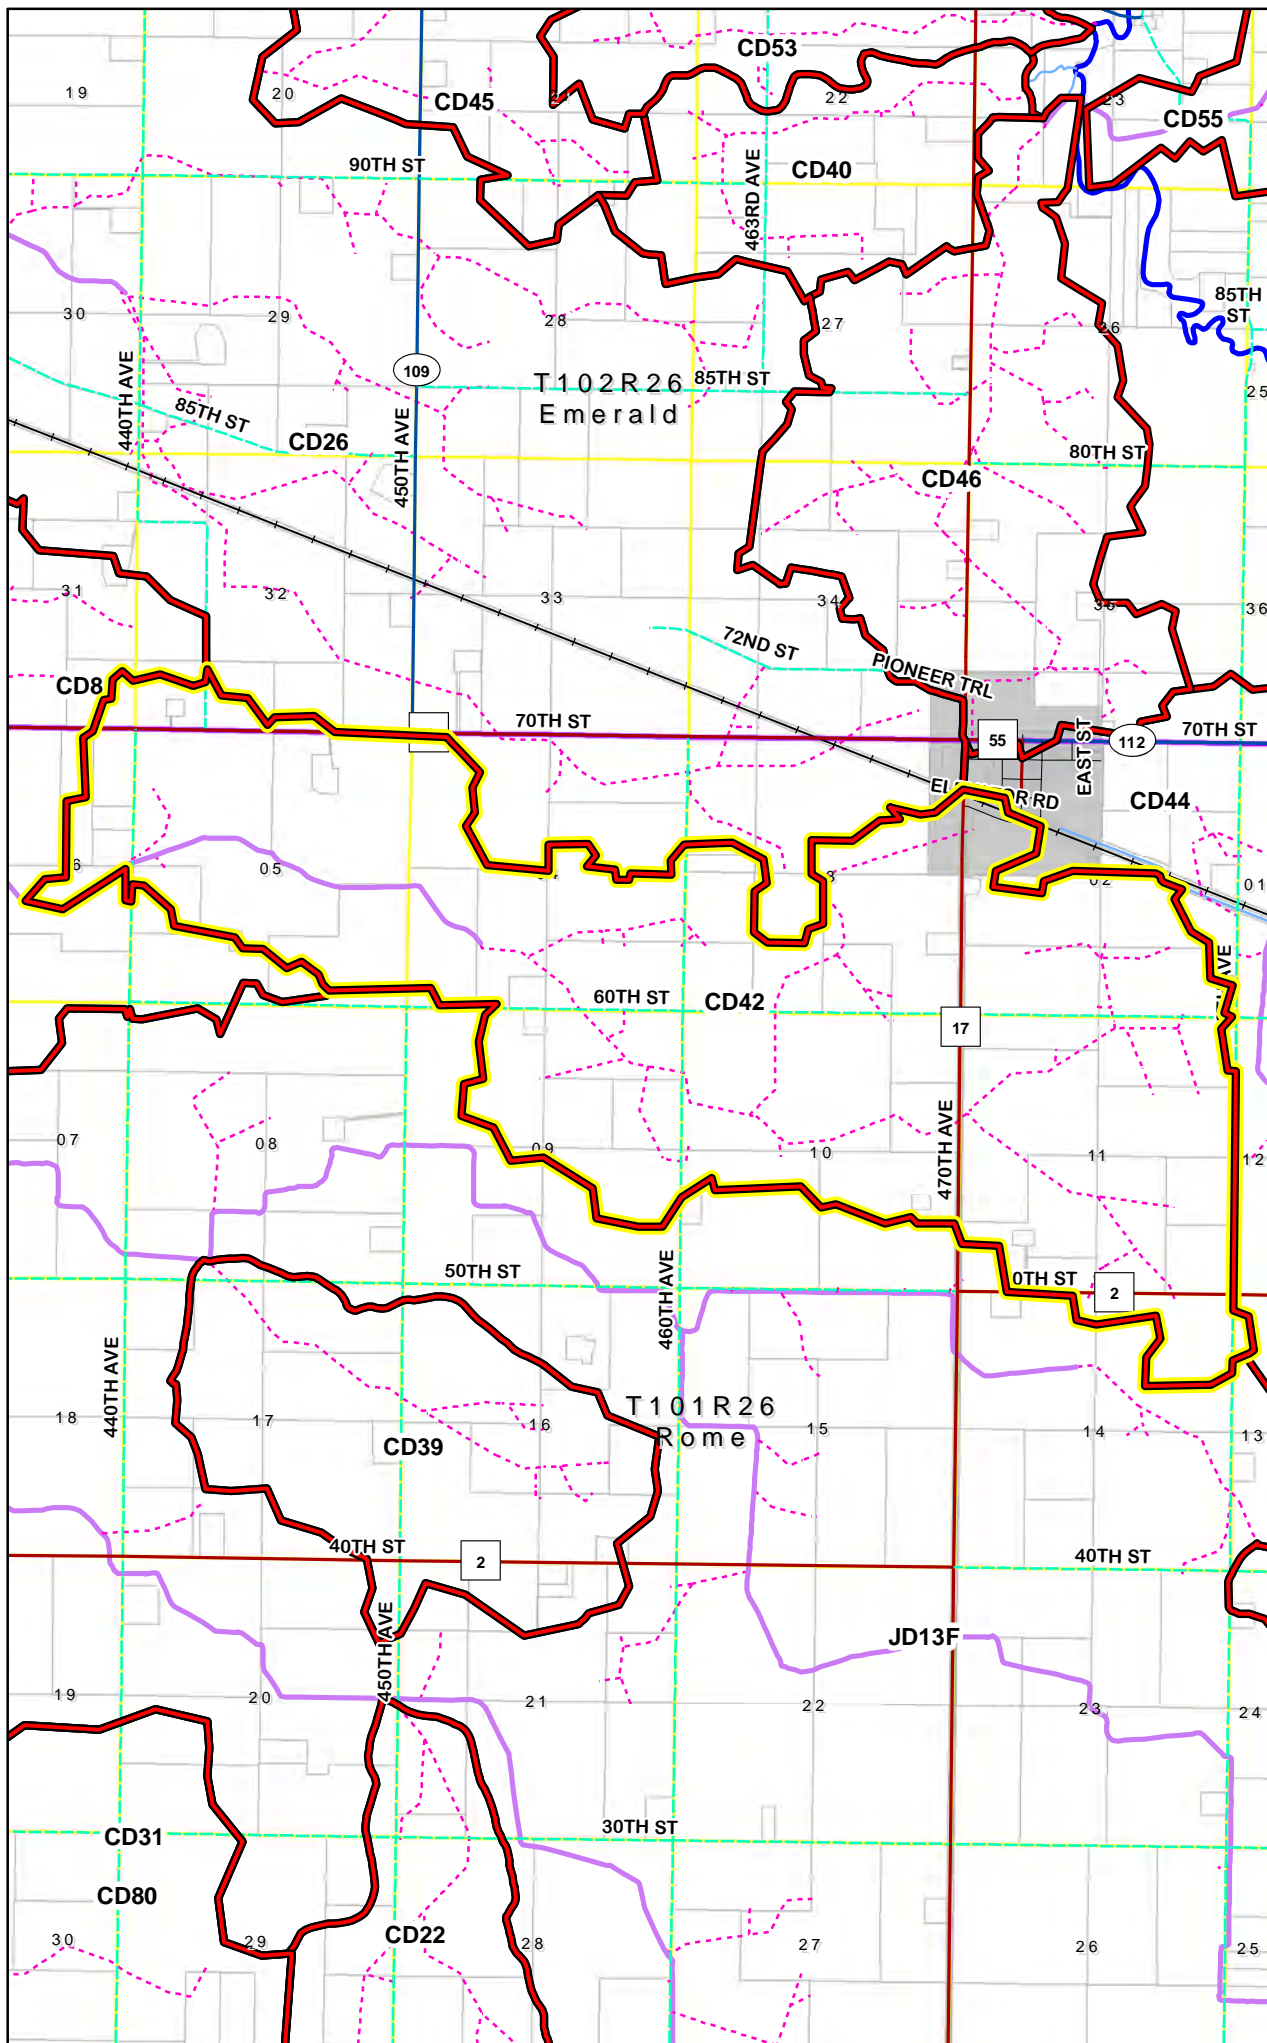 CD53
19
20
CD45
22
23
CD55
90TH ST
463RD AVE
CD40
30
29
28
27
85TH
ST
26
440TH AVE
109
T102R26
Emerald
85TH ST
25
85TH ST
CD26
450TH AVE
80TH ST
CD46
31
32
33
34
35
36
72ND ST
PIONEER TRL
CD8
70TH ST
55
EAST ST
112
70TH ST
CD44
05
02
01
60TH ST
CD42
17
07
08
09
10
470TH AVE
11
12
50TH ST
460TH AVE
0TH ST
2
440TH AVE
T101R26
Rome
18
17
16
15
14
13
CD39
40TH ST
2
40TH ST
450TH AVE
JD13F
19
20
21
22
23
24
30TH ST
CD31
CD80
CD22
30
29
28
27
26
25